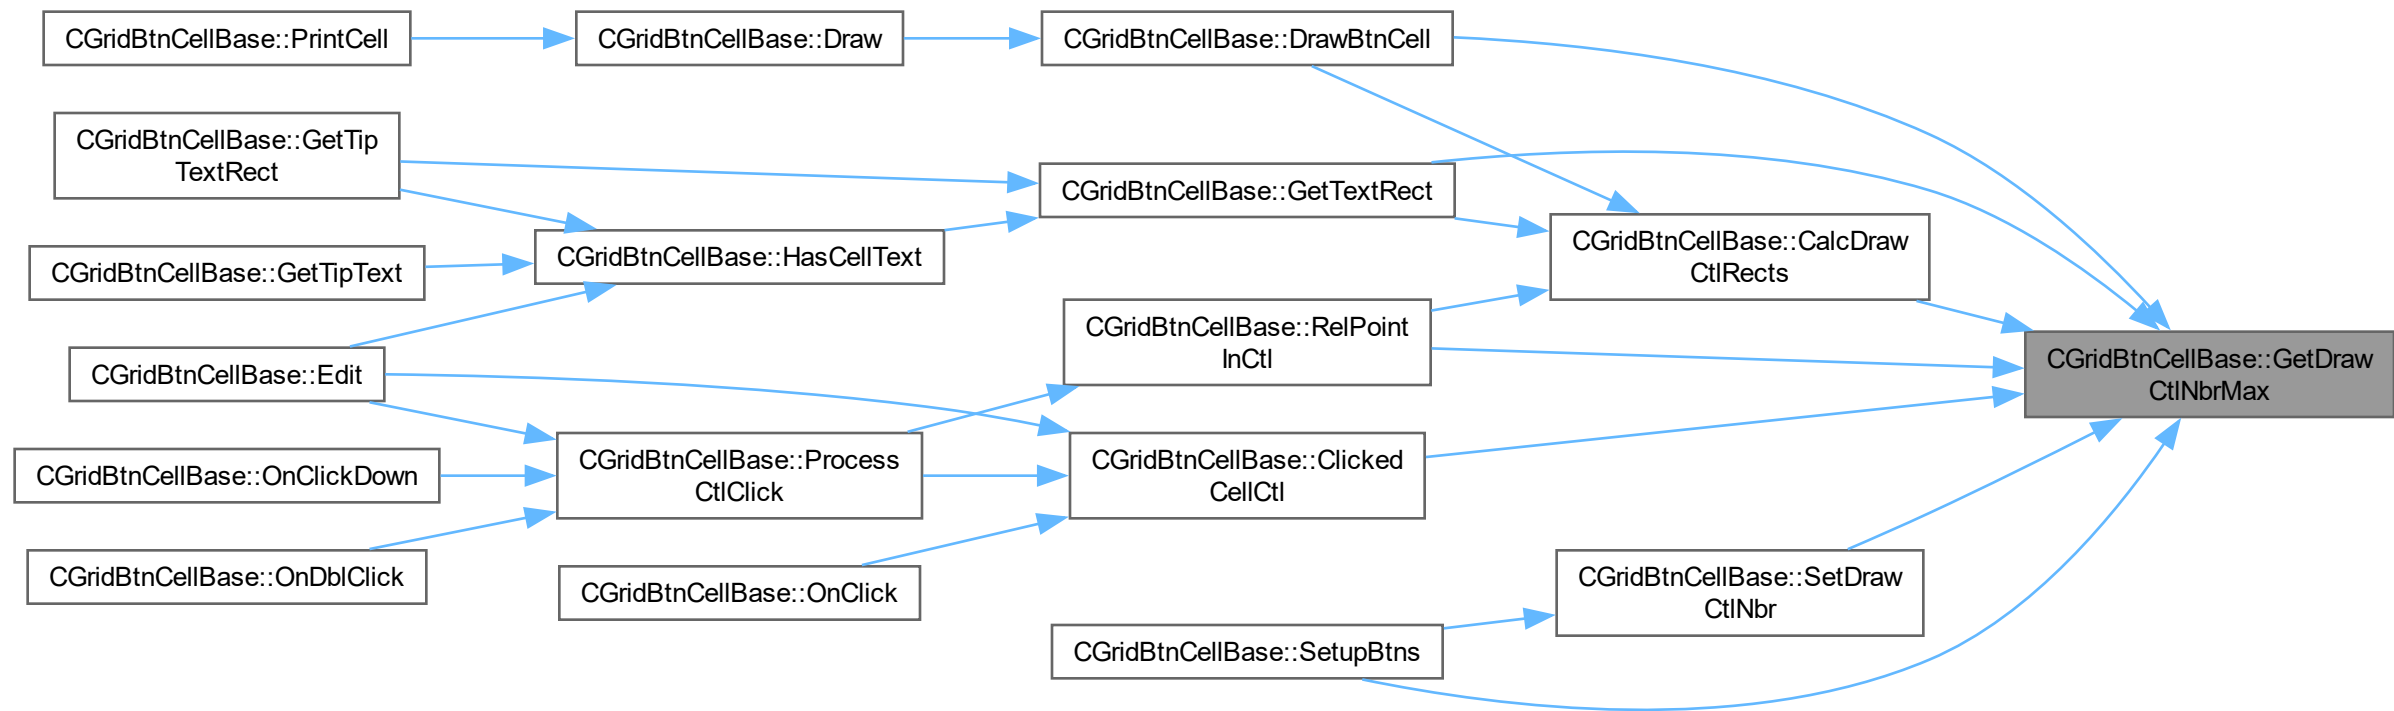 CGridBtnCellBase::PrintCell
CGridBtnCellBase::Draw
CGridBtnCellBase::DrawBtnCell
CGridBtnCellBase::GetTip
TextRect
CGridBtnCellBase::GetTextRect
CGridBtnCellBase::HasCellText
CGridBtnCellBase::CalcDraw
CtlRects
CGridBtnCellBase::GetTipText
CGridBtnCellBase::RelPoint
InCtl
CGridBtnCellBase::GetDraw
CtlNbrMax
CGridBtnCellBase::Edit
CGridBtnCellBase::Process
CtlClick
CGridBtnCellBase::Clicked
CellCtl
CGridBtnCellBase::OnClickDown
CGridBtnCellBase::OnDblClick
CGridBtnCellBase::OnClick
CGridBtnCellBase::SetDraw
CtlNbr
CGridBtnCellBase::SetupBtns